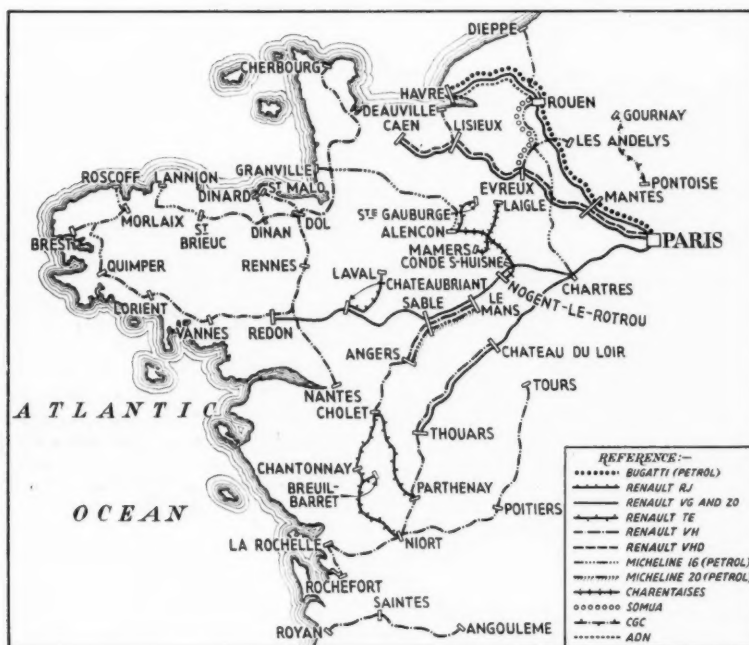 DIEPPE
CHERBOURG
HAVRE
DEAUVILLE
ROUEN
GOURNAY
CAEN
LISIEUX
LES ANDELYS
GRANVILLE
ROSCOFF
LANNION
DINARD
ST MALO
EVREUX
MANTES
PONTOISE
STE GAUBURGE
LAIGLE
MORLAIX
ST BRIEUC
DINAN
DOL
ALENCON
PARIS
BREST
MAMERS
CONDE S-HUISNE
QUIMPER
RENNES
LAVAL
CHATEAUBRIANT
CHARTRES
NOGENT-LE-ROTROU
LORIENT
SABLE
LE MANS
VANNES
REDON
ANGERS
CHATEAU DU LOIR
NANTES
TOURS
ATLANTIC
CHOLET
THOUARS
CHANTONNAY
BREUIL-BARRET
PARTHENAY
POITIERS
OCEAN
LA ROCHELLE
NIORT
ROCHEFORT
SAINTES
ROYAN
ANGOULEME
REFERENCE:-
BUGATTI (PETROL)
RENAULT RJ
RENAULT VG AND 20
RENAULT TE
RENAULT VH
RENAULT VHD
MICHELINE 16 (PETROL)
MICHELINE 20 (PETROL)
CHARENTAISES
SOMUA
CGC
ADN